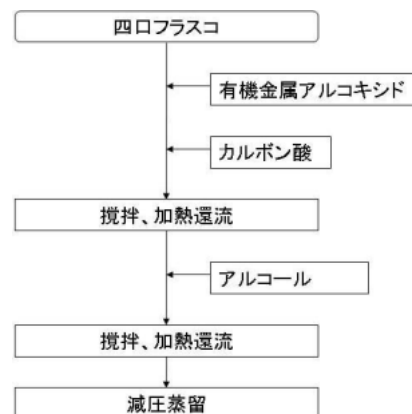 四口フラスコ
有機金属アルコキシド
カルボン酸
撹拌、加熱還流
アルコール
撹拌、加熱還流
減圧蒸留